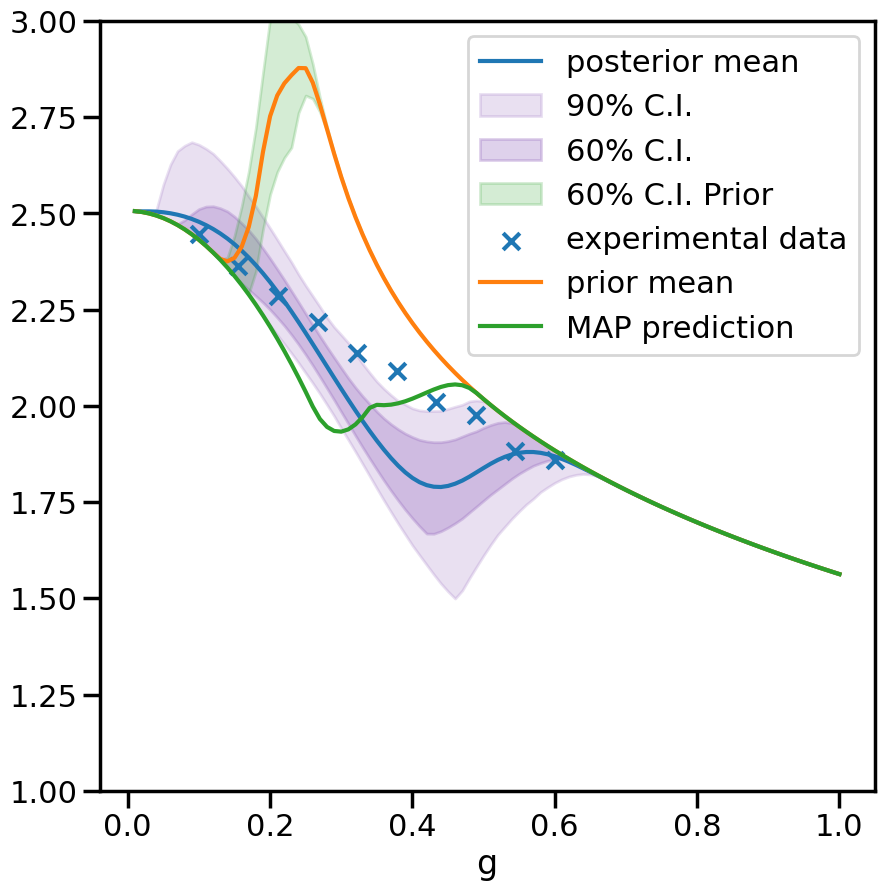 3.00
2.75
2.50
2.25
2.00
1.75
1.50
1.25
1.00
posterior mean
90% C.I.
60% C.I.
60% C.I. Prior
experimental data
prior mean
MAP prediction
0.0 0.2 0.4 0.6 0.8 1.0
g